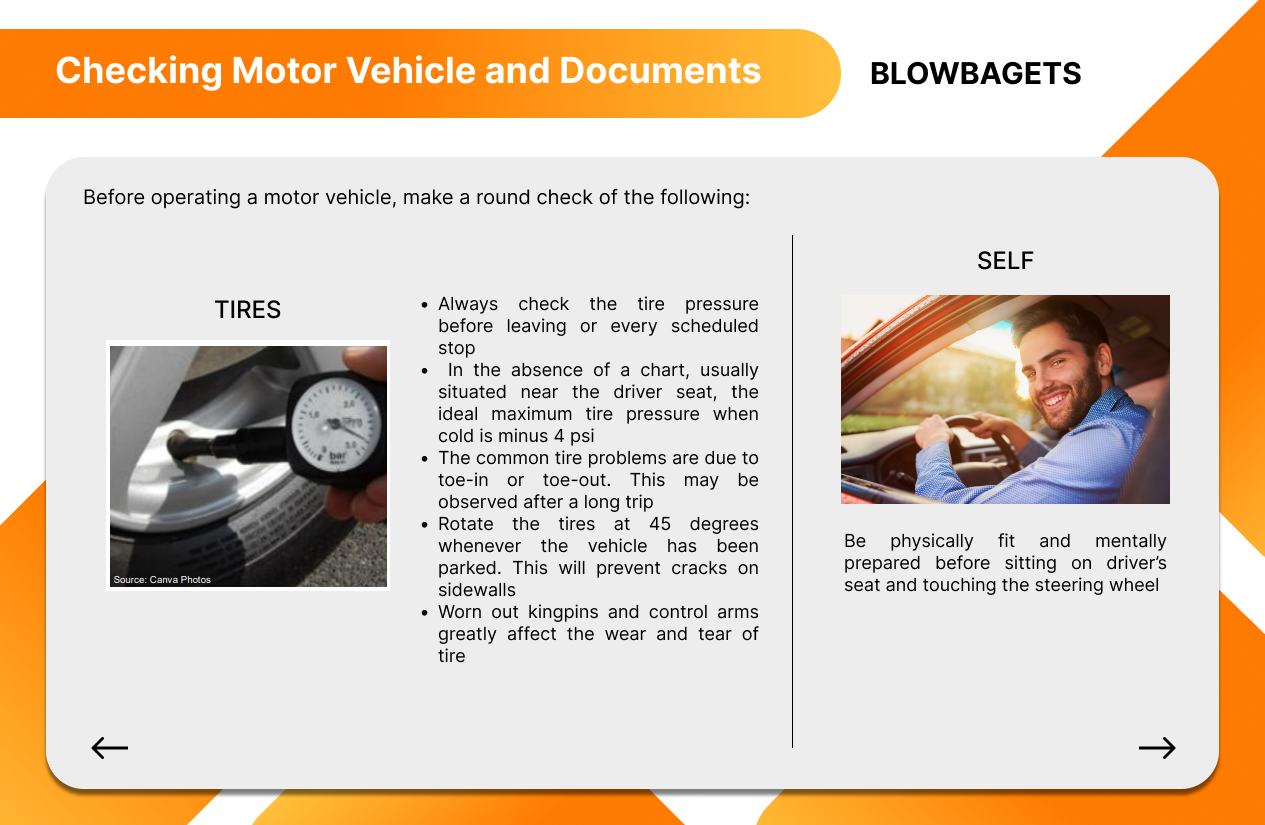 Checking Motor Vehicle and Documents
BLOWBAGETS
Before operating a motor vehicle, make a round check of the following:
TIRES
bar
Source: Canva Photos
• Always check the tire pressure
before leaving or every scheduled
stop
• In the absence of a chart, usually
situated near the driver seat, the
ideal maximum tire pressure when
cold is minus 4 psi
• The common tire problems are due to
toe-in or toe-out. This may be
observed after a long trip
• Rotate the tires at 45 degrees
whenever the vehicle has been
parked. This will prevent cracks on
sidewalls
• Worn out kingpins and control arms
greatly affect the wear and tear of
tire
SELF
Be physically fit and mentally
prepared before sitting on driver’s
seat and touching the steering wheel